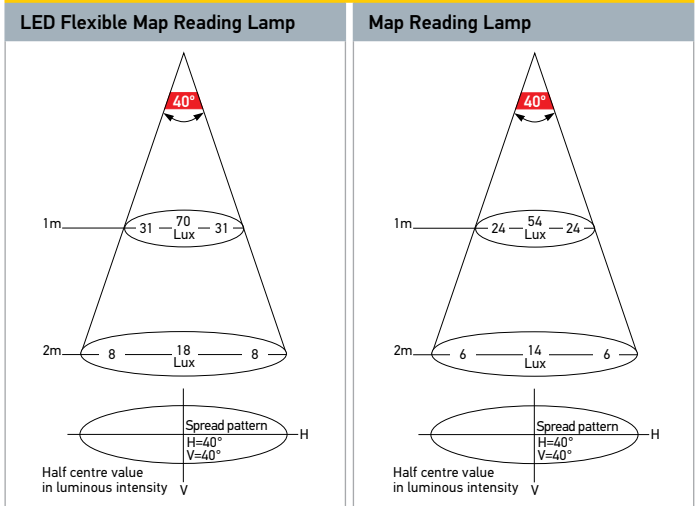 LED Flexible Map Reading Lamp
40°
1m
31 70 31
Lux
2m
8 18 8
Lux
Spread pattern
H
H=40°
V=40°
Half centre value
in luminous intensity
V
Map Reading Lamp
40°
1m
24 54 24
Lux
2m
6 14 6
Lux
Spread pattern
H
H=40°
V=40°
Half centre value
in luminous intensity
V